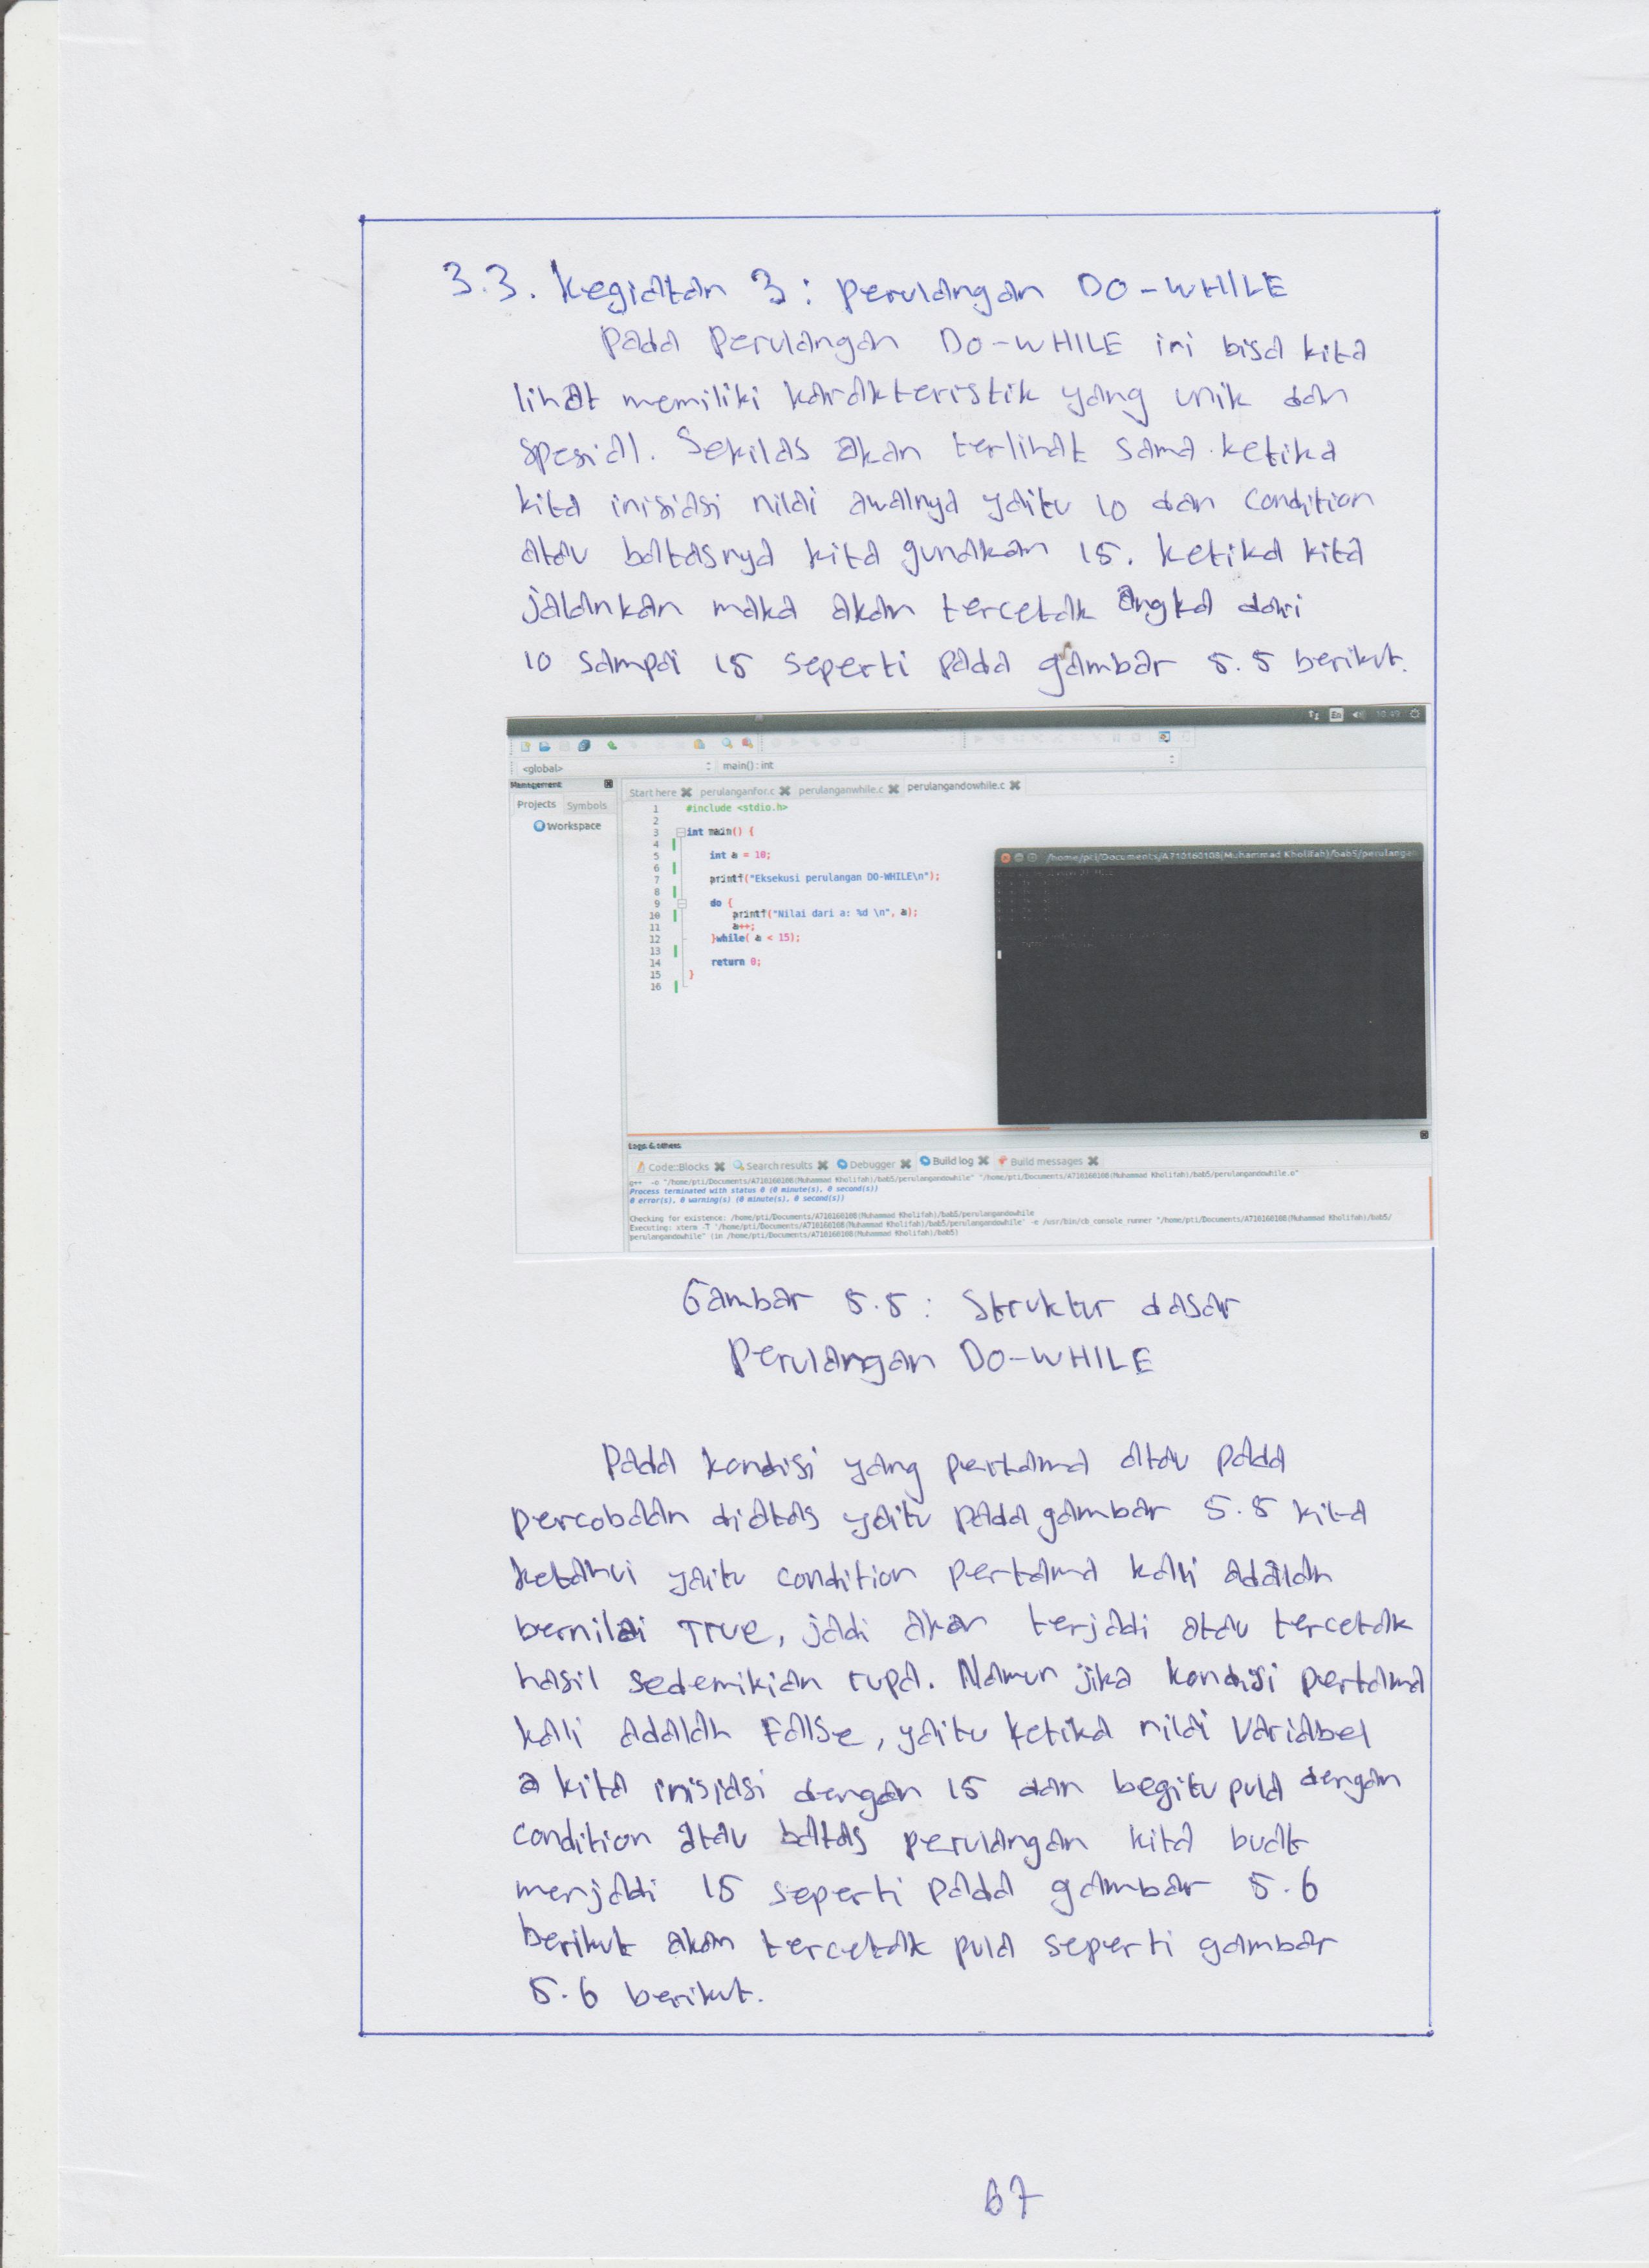 3.3. Kegiatan 3 : Perulangan DO-WHILE
Pada Perulangan DO-WHILE ini bisa kita
lihat memiliki karakteristik yang unik dan
spesial. Sekilas akan terlihat sama ketika
kita inisiasi nilai awalnya yaitu 10 dan condition
atau batasnya kita gunakan 15. Ketika kita
jalankan maka akan tercetak angka dari
10 sampai 15 seperti pada gambar 5.5 berikut.
En 10:49
<global> main() : int
Management
Projects Symbols
Workspace
Start here perulanganfor.c perulanganwhile.c perulangandowhile.c
1 #include <stdio.h>
2
3 int main() {
4
5 int a = 10;
6
7 printf("Eksekusi perulangan DO-WHILE\n");
8
9 do {
10 printf("Nilai dari a: %d \n", a);
11 a++;
12 }while( a < 15);
13
14 return 0;
15 }
16
/home/pti/Documents/A710160108(Muhammad Kholifah)/bab5/perulangan
Logs & others
Code::Blocks Search results Debugger Build log Build messages
g++ -o "/home/pti/Documents/A710160108(Muhammad Kholifah)/bab5/perulangandowhile" "/home/pti/Documents/A710160108(Muhammad Kholifah)/bab5/perulangandowhile.o"
Process terminated with status 0 (0 minute(s), 0 second(s))
0 error(s), 0 warning(s) (0 minute(s), 0 second(s))
Checking for existence: /home/pti/Documents/A710160108(Muhammad Kholifah)/bab5/perulangandowhile
Executing: xterm -T '/home/pti/Documents/A710160108(Muhammad Kholifah)/bab5/perulangandowhile' -e /usr/bin/cb_console_runner "/home/pti/Documents/A710160108(Muhammad Kholifah)/bab5/
perulangandowhile" (in /home/pti/Documents/A710160108(Muhammad Kholifah)/bab5)
Gambar 5.5 : Struktur dasar
Perulangan DO-WHILE
Pada kondisi yang pertama atau pada
percobaan diatas yaitu pada gambar 5.5 kita
ketahui yaitu condition pertama kali adalah
bernilai True, jadi akan terjadi atau tercetak
hasil sedemikian rupa. Namun jika kondisi pertama
kali adalah False, yaitu ketika nilai Variabel
a kita inisiasi dengan 15 dan begitu pula dengan
condition atau batas perulangan kita buat
menjadi 15 seperti pada gambar 5.6
berikut akan tercetak pula seperti gambar
5.6 berikut.
67